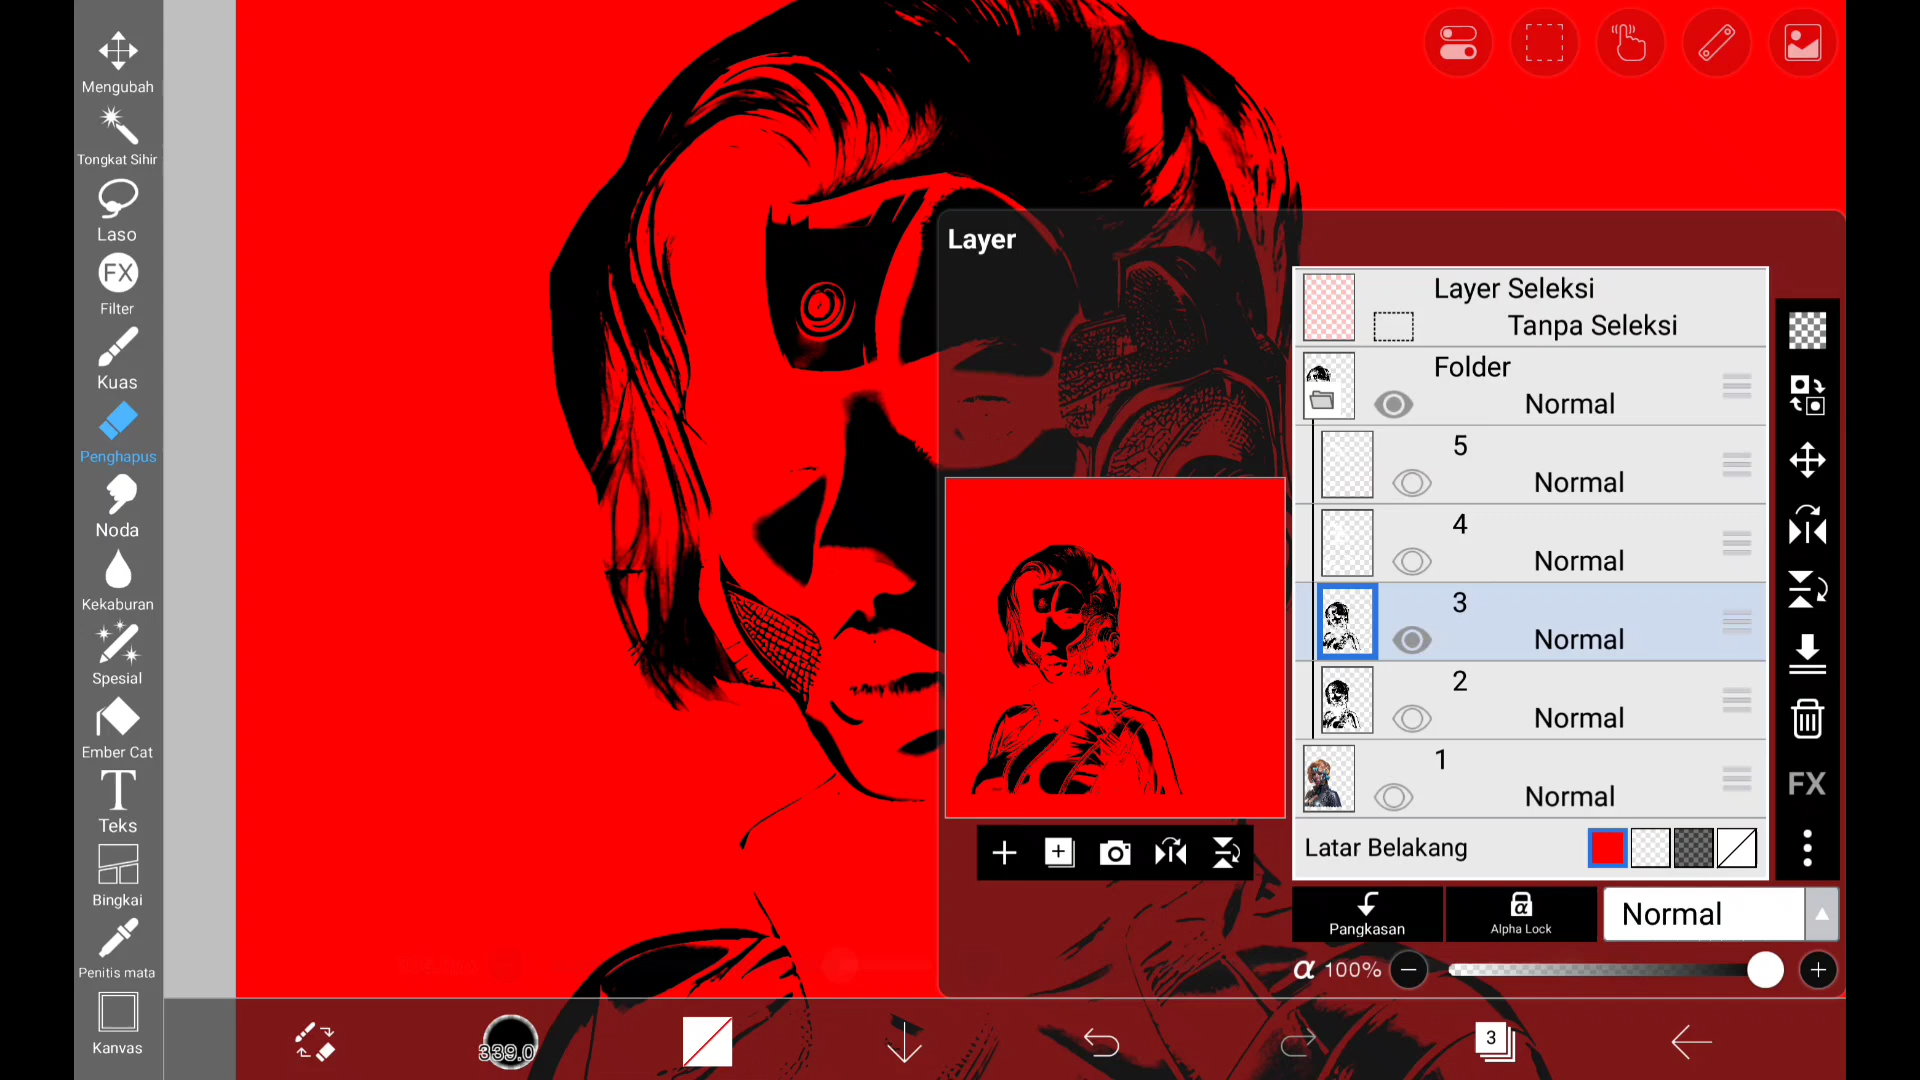 Mengubah
Tongkat Sihir
Laso
FX
Filter
Kuas
Penghapus
Noda
Kekaburan
Spesial
Ember Cat
T
Teks
Bingkai
Penitis mata
Kanvas
Layer
Layer Seleksi
Tanpa Seleksi
Folder
Normal
5
Normal
4
Normal
3
Normal
2
Normal
1
Normal
Latar Belakang
FX
Pangkasan
α
Alpha Lock
Normal
α 100%
339.0
3